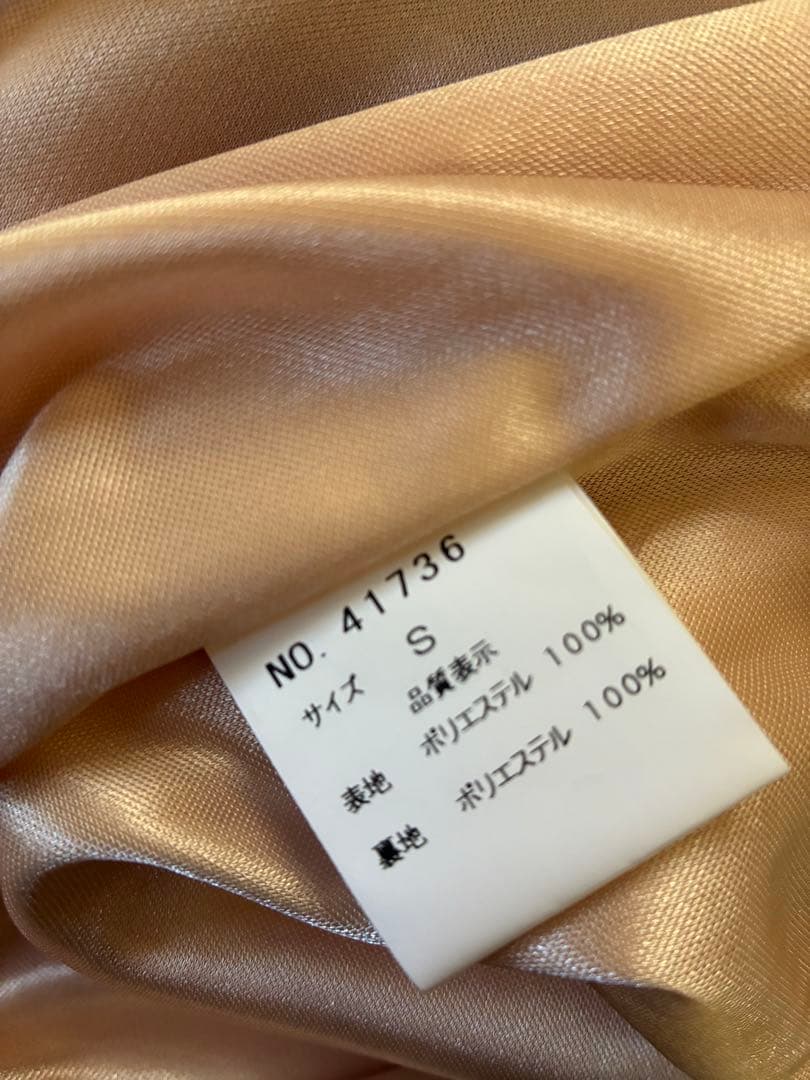 NO. 41736
サイズ S
品質表示
表地 ポリエステル 100%
裏地 ポリエステル 100%